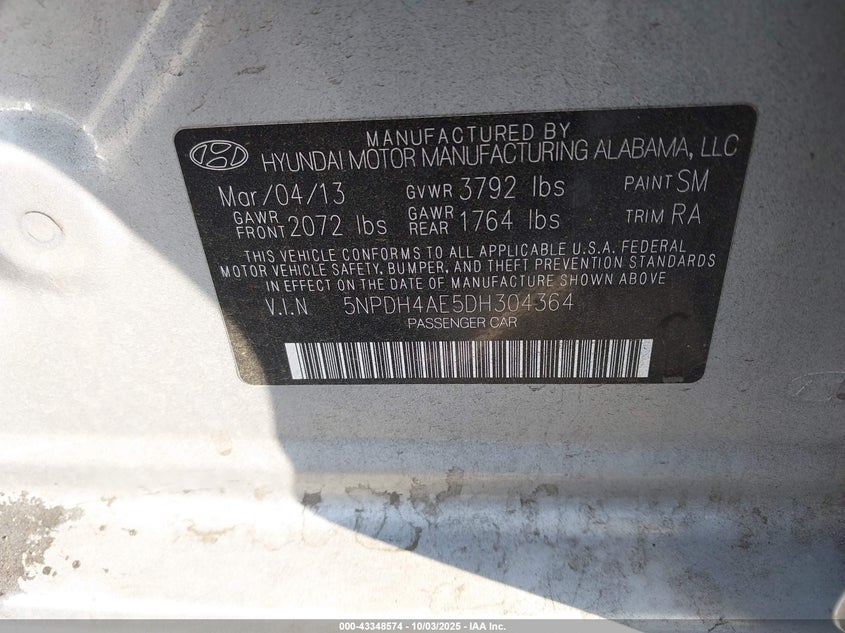 MANUFACTURED BY
HYUNDAI MOTOR MANUFACTURING ALABAMA, LLC
Mar/04/13 GVWR 3792 lbs PAINT SM
GAWR FRONT 2072 lbs GAWR REAR 1764 lbs TRIM RA
THIS VEHICLE CONFORMS TO ALL APPLICABLE U.S.A. FEDERAL
MOTOR VEHICLE SAFETY, BUMPER, AND THEFT PREVENTION STANDARDS
IN EFFECT ON THE DATE OF MANUFACTURE SHOWN ABOVE
V.I.N 5NPDH4AE5DH304364
PASSENGER CAR
000-43348574 - 10/03/2025 - IAA Inc.